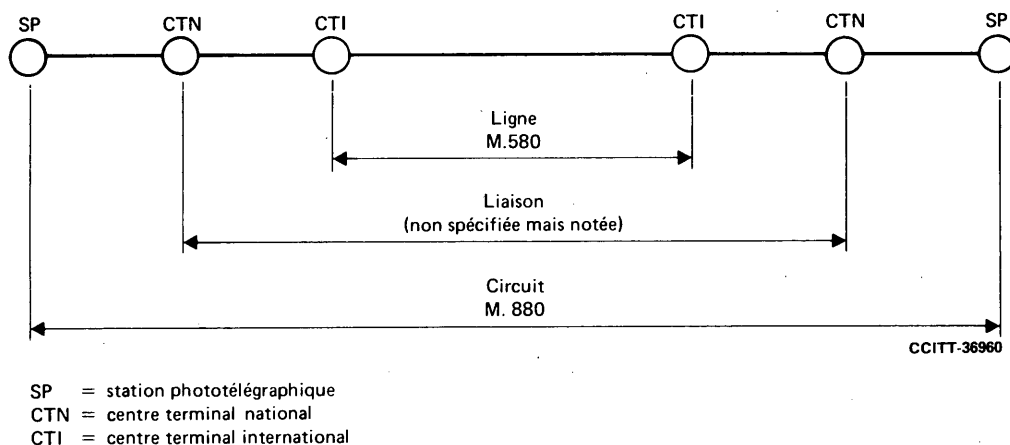 SP CTN CTI CTI CTN SP
Ligne
M.580
Liaison
(non spécifiée mais notée)
Circuit
M. 880
CCITT-36960
SP = station phototélégraphique
CTN = centre terminal national
CTI = centre terminal international